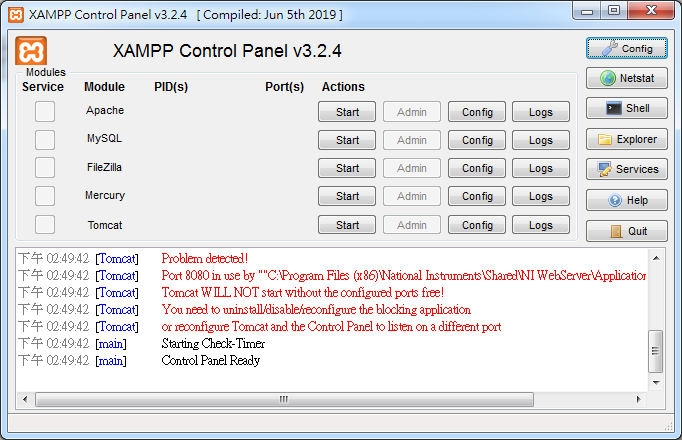 XAMPP Control Panel v3.2.4 [ Compiled: Jun 5th 2019 ]
XAMPP Control Panel v3.2.4
Config
Modules
Service Module PID(s) Port(s) Actions
Netstat
Apache Start Admin Config Logs
Shell
MySQL Start Admin Config Logs
Explorer
FileZilla Start Admin Config Logs
Services
Mercury Start Admin Config Logs
Help
Tomcat Start Admin Config Logs
Quit
下午 02:49:42 [Tomcat] Problem detected!
下午 02:49:42 [Tomcat] Port 8080 in use by ""C:\Program Files (x86)\National Instruments\Shared\NI WebServer\Application
下午 02:49:42 [Tomcat] Tomcat WILL NOT start without the configured ports free!
下午 02:49:42 [Tomcat] You need to uninstall/disable/reconfigure the blocking application
下午 02:49:42 [Tomcat] or reconfigure Tomcat and the Control Panel to listen on a different port
下午 02:49:42 [main] Starting Check-Timer
下午 02:49:42 [main] Control Panel Ready